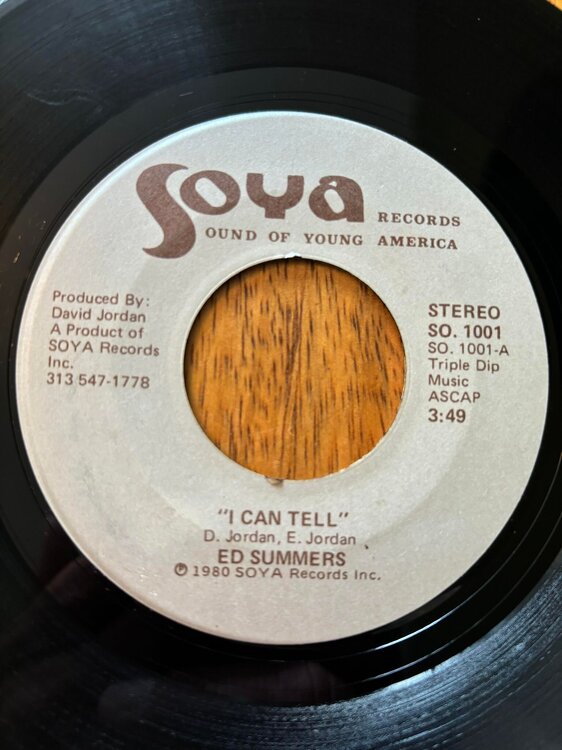 Soya RECORDS
SOUND OF YOUNG AMERICA
Produced By:
David Jordan
A Product of
SOYA Records
Inc.
313 547-1778
STEREO
SO. 1001
SO. 1001-A
Triple Dip
Music
ASCAP
3:49
"I CAN TELL"
D. Jordan, E. Jordan
ED SUMMERS
℗ 1980 SOYA Records Inc.